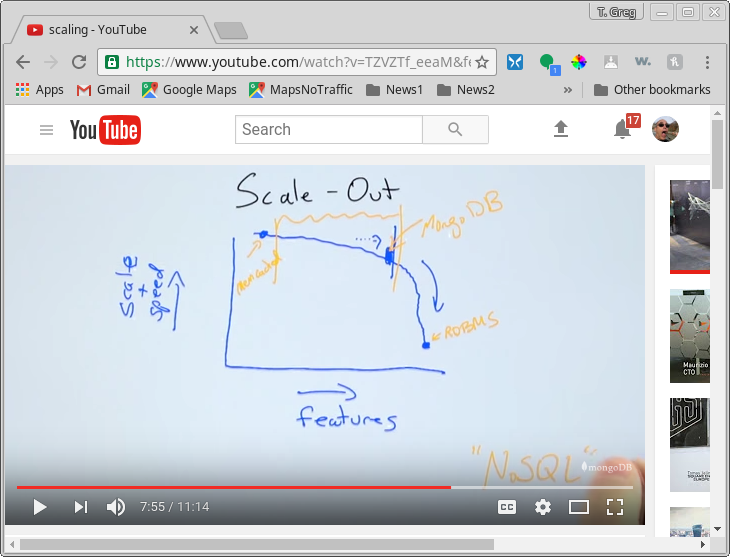 T. Greg
scaling - YouTube
https://www.youtube.com/watch?v=TZVZTf_eeaM&fe
1
Apps Gmail Google Maps MapsNoTraffic News1 News2 » Other bookmarks
YouTube Search 17
Scale-Out
MongoDB
memcached
Scale
+
Speed
RDBMS
features
"NoSQL"
mongoDB
7:55 / 11:14 CC
Maurizio
CTO